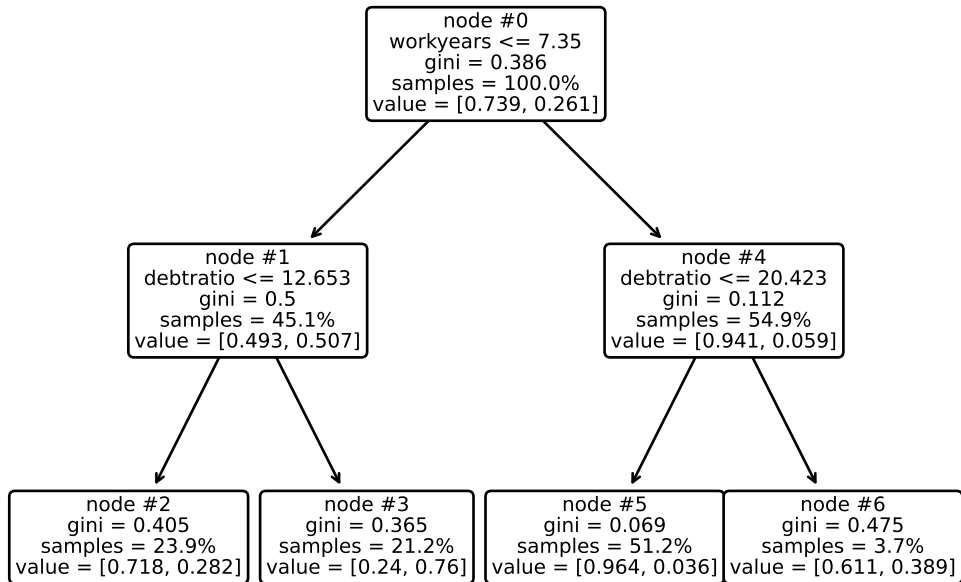 node #0
workyears <= 7.35
gini = 0.386
samples = 100.0%
value = [0.739, 0.261]
node #1
debtratio <= 12.653
gini = 0.5
samples = 45.1%
value = [0.493, 0.507]
node #4
debtratio <= 20.423
gini = 0.112
samples = 54.9%
value = [0.941, 0.059]
node #2
gini = 0.405
samples = 23.9%
value = [0.718, 0.282]
node #3
gini = 0.365
samples = 21.2%
value = [0.24, 0.76]
node #5
gini = 0.069
samples = 51.2%
value = [0.964, 0.036]
node #6
gini = 0.475
samples = 3.7%
value = [0.611, 0.389]